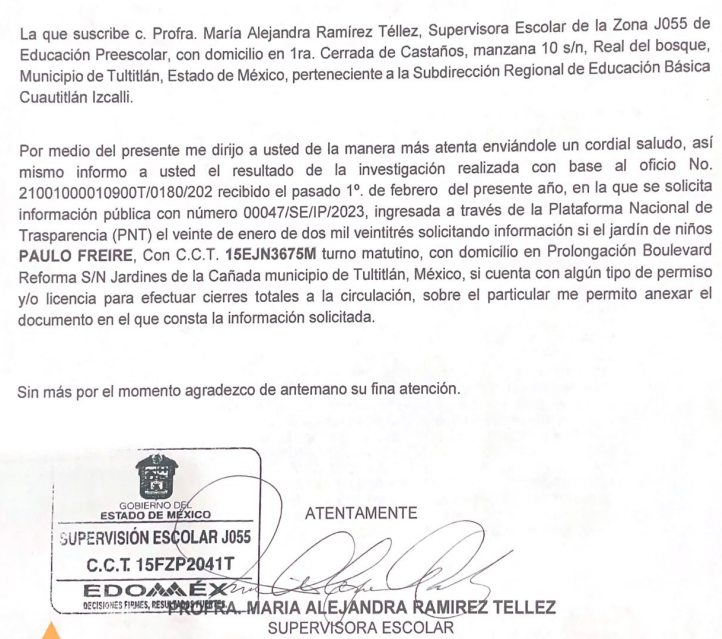 La que suscribe c. Profra. María Alejandra Ramírez Téllez, Supervisora Escolar de la Zona J055 de
Educación Preescolar, con domicilio en 1ra. Cerrada de Castaños, manzana 10 s/n, Real del bosque,
Municipio de Tultitlán, Estado de México, perteneciente a la Subdirección Regional de Educación Básica
Cuautitlán Izcalli.
Por medio del presente me dirijo a usted de la manera más atenta enviándole un cordial saludo, así
mismo informo a usted el resultado de la investigación realizada con base al oficio No.
21001000010900T/0180/202 recibido el pasado 1º. de febrero del presente año, en la que se solicita
información pública con número 00047/SE/IP/2023, ingresada a través de la Plataforma Nacional de
Trasparencia (PNT) el veinte de enero de dos mil veintitrés solicitando información si el jardín de niños
PAULO FREIRE, Con C.C.T. 15EJN3675M turno matutino, con domicilio en Prolongación Boulevard
Reforma S/N Jardines de la Cañada municipio de Tultitlán, México, si cuenta con algún tipo de permiso
y/o licencia para efectuar cierres totales a la circulación, sobre el particular me permito anexar el
documento en el que consta la información solicitada.
Sin más por el momento agradezco de antemano su fina atención.
GOBIERNO DEL
ESTADO DE MÉXICO
SUPERVISIÓN ESCOLAR J055
C.C.T. 15FZP2041T
EDOMÉX
DECISIONES FIRMES, RESULTADOS FUERTES.
ATENTAMENTE
PROFRA. MARIA ALEJANDRA RAMIREZ TELLEZ
SUPERVISORA ESCOLAR